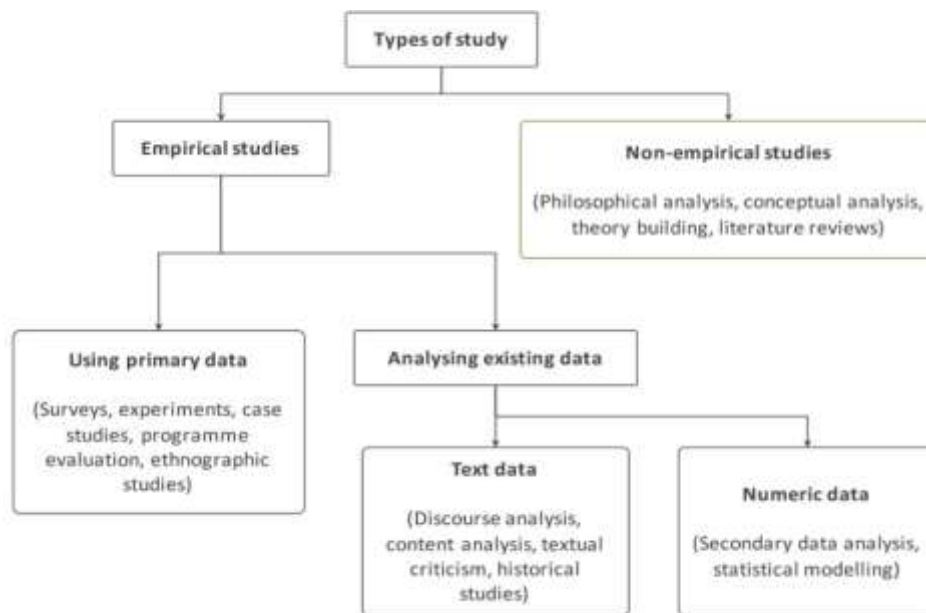 Types of study
Empirical studies
Non-empirical studies
(Philosophical analysis, conceptual analysis,
theory building, literature reviews)
Using primary data
(Surveys, experiments, case
studies, programme
evaluation, ethnographic
studies)
Analysing existing data
Text data
(Discourse analysis,
content analysis, textual
criticism, historical
studies)
Numeric data
(Secondary data analysis,
statistical modelling)